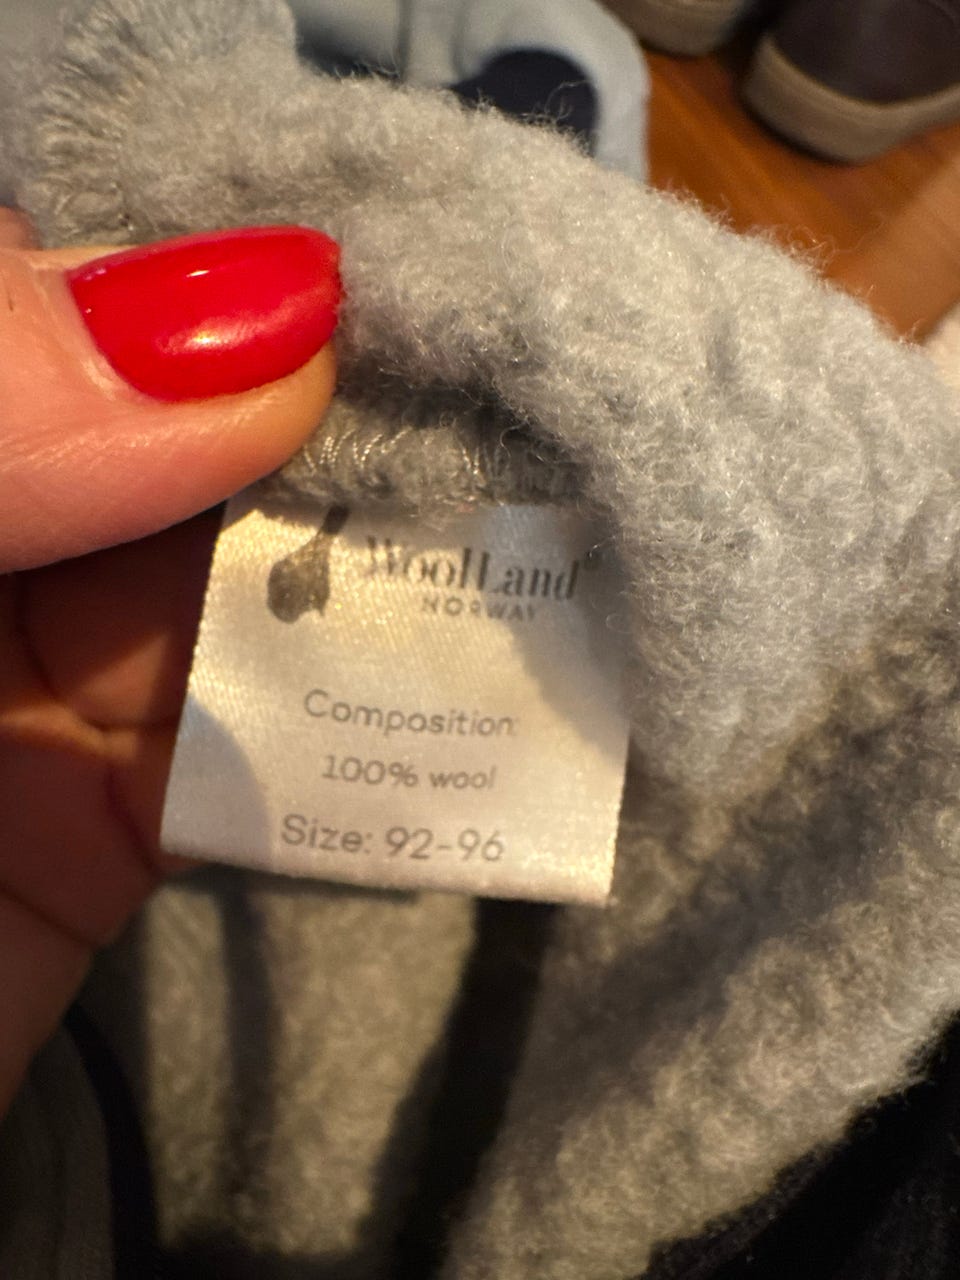 WoolLand®
NORWAY
Composition:
100% wool
Size: 92-96